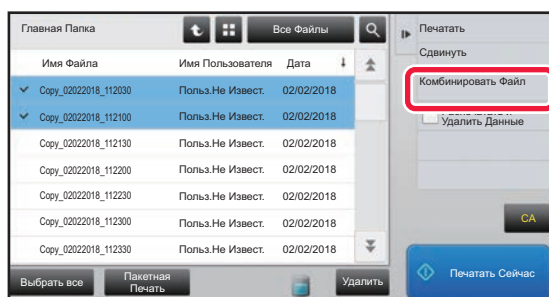 Главная Папка
Все Файлы
Имя Файла Имя Пользователя Дата
Copy_02022018_112030 Польз.Не Извест. 02/02/2018
Copy_02022018_112100 Польз.Не Извест. 02/02/2018
Copy_02022018_112130 Польз.Не Извест. 02/02/2018
Copy_02022018_112200 Польз.Не Извест. 02/02/2018
Copy_02022018_112230 Польз.Не Извест. 02/02/2018
Copy_02022018_112300 Польз.Не Извест. 02/02/2018
Copy_02022018_112330 Польз.Не Извест. 02/02/2018
Выбрать все
Пакетная
Печать
Удалить
Печатать
Сдвинуть
Комбинировать Файл
Удалить Данные
CA
Печатать Сейчас